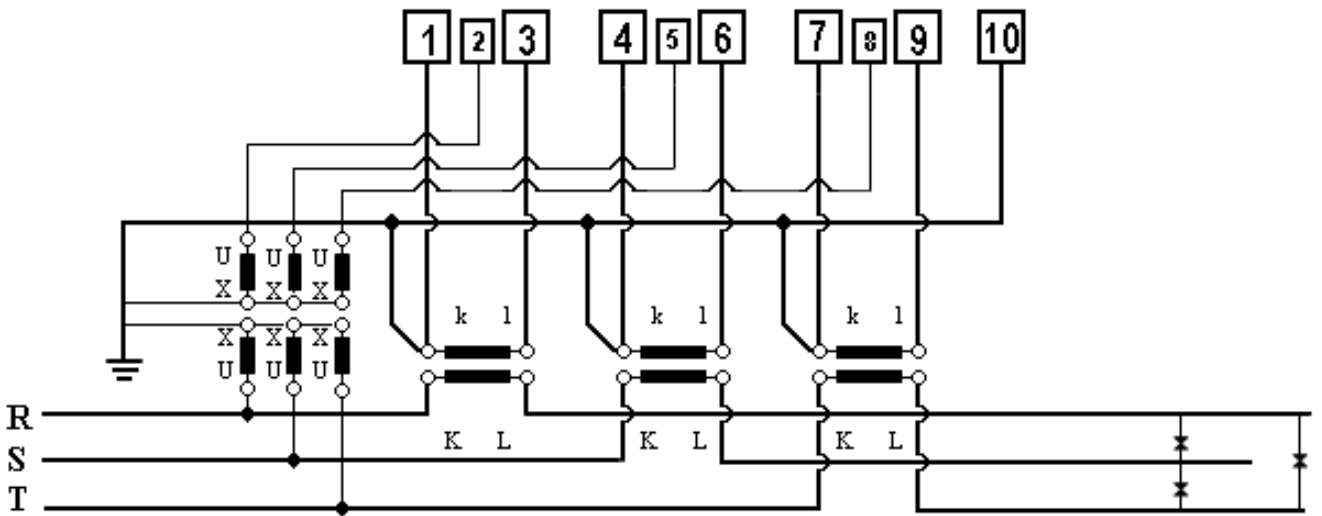 1 2 3 4 5 6 7 8 9 10
U U U
X X X
k l k l k l
X X X
U U U
R
K L K L K L
S
T